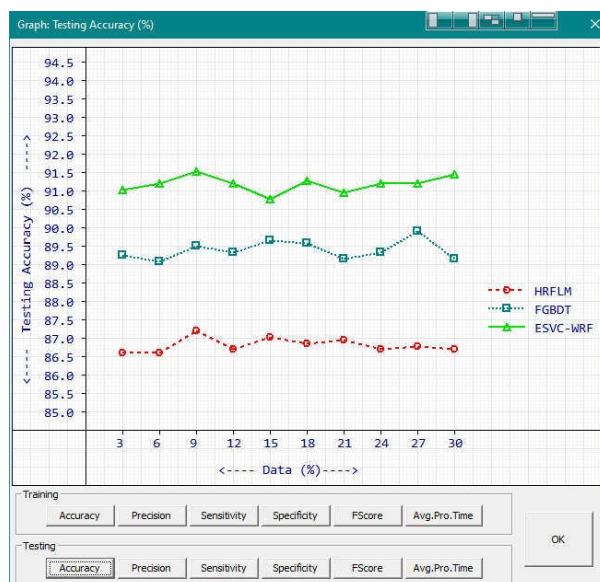 Graph: Testing Accuracy (%)
94.5
94.0
93.5
93.0
92.5
92.0
91.5
91.0
90.5
90.0
89.5
89.0
88.5
88.0
87.5
87.0
86.5
86.0
85.5
85.0
<---- Testing Accuracy (%) ---->
HRFLM
FGBDT
ESVC-WRF
3 6 9 12 15 18 21 24 27 30
<---- Data (%)---->
Training
Accuracy Precision Sensitivity Specificity FScore Avg.Pro.Time
OK
Testing
Accuracy Precision Sensitivity Specificity FScore Avg.Pro.Time